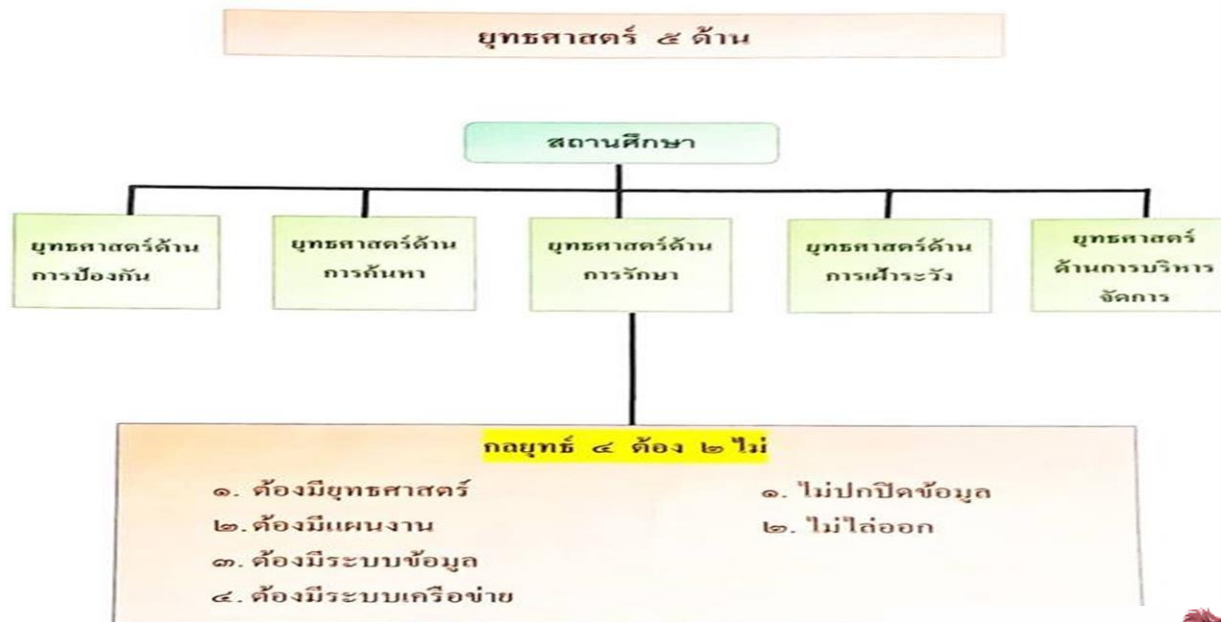 ยุทธศาสตร์ ๕ ด้าน
สถานศึกษา
ยุทธศาสตร์ด้าน
การป้องกัน
ยุทธศาสตร์ด้าน
การค้นหา
ยุทธศาสตร์ด้าน
การรักษา
ยุทธศาสตร์ด้าน
การเฝ้าระวัง
ยุทธศาสตร์
ด้านการบริหาร
จัดการ
กลยุทธ์ ๔ ต้อง ๒ ไม่
๑. ต้องมียุทธศาสตร์
๒. ต้องมีแผนงาน
๓. ต้องมีระบบข้อมูล
๔. ต้องมีระบบเครือข่าย
๑. ไม่ปกปิดข้อมูล
๒. ไม่ไล่ออก